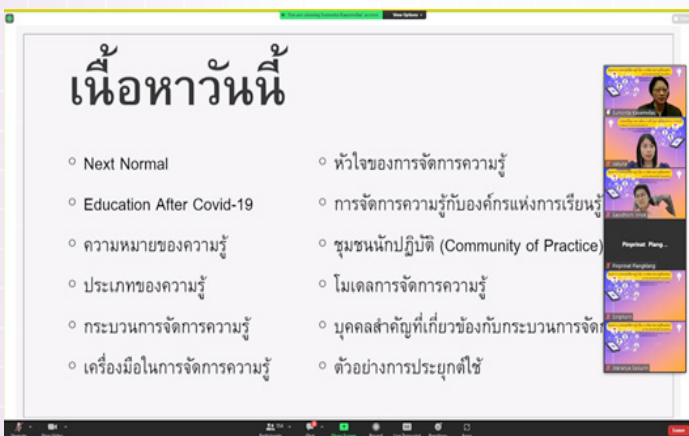 You are viewing Sumonta Kasemvilas' screen
View Options
เนื้อหาวันนี้
Next Normal
Education After Covid-19
ความหมายของความรู้
ประเภทของความรู้
กระบวนการจัดการความรู้
เครื่องมือในการจัดการความรู้
หัวใจของการจัดการความรู้
การจัดการความรู้กับองค์กรแห่งการเรียนรู้
ชุมชนนักปฏิบัติ (Community of Practice)
โมเดลการจัดการความรู้
บุคคลสำคัญที่เกี่ยวข้องกับกระบวนการจัด
ตัวอย่างการประยุกต์ใช้
Sumonta Kasemvilas
Pinprinat Piang...
Leave